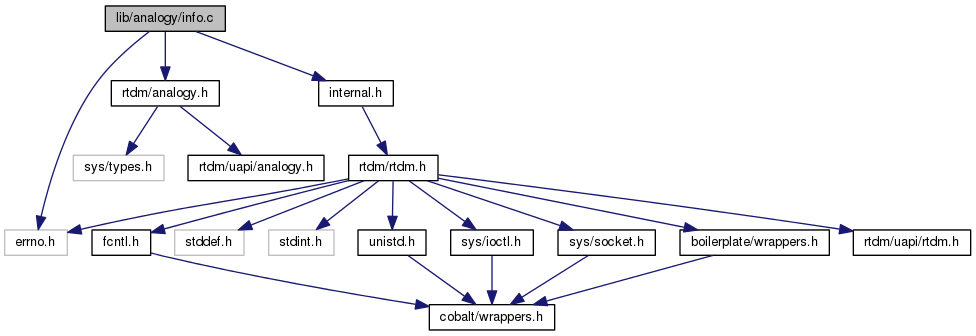 lib/analogy/info.c
rtdm/analogy.h
internal.h
sys/types.h
rtdm/uapi/analogy.h
rtdm/rtdm.h
errno.h
fcntl.h
stddef.h
stdint.h
unistd.h
sys/ioctl.h
sys/socket.h
boilerplate/wrappers.h
rtdm/uapi/rtdm.h
cobalt/wrappers.h